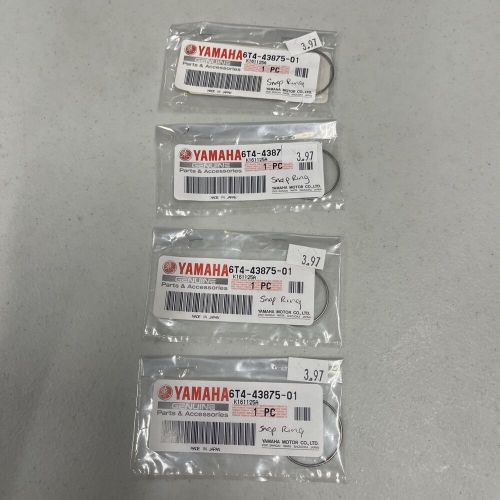 3.97
YAMAHA 6T4-43875-01
GENUINE K161125A
Parts & Accessories 1 PC
Snap Ring
MADE IN JAPAN YAMAHA MOTOR CO., LTD.
3.97
YAMAHA 6T4-4387
GENUINE K161125A
Parts & Accessories 1 PC
Snap Ring
MADE IN JAPAN YAMAHA MOTOR CO., LTD.
3.97
YAMAHA 6T4-43875-01
GENUINE K161125A
Parts & Accessories 1 PC
Snap Ring
MADE IN JAPAN YAMAHA MOTOR CO., LTD.
3.97
YAMAHA 6T4-43875-01
GENUINE K161125A
Parts & Accessories 1 PC
Snap Ring
MADE IN JAPAN YAMAHA MOTOR CO., LTD.